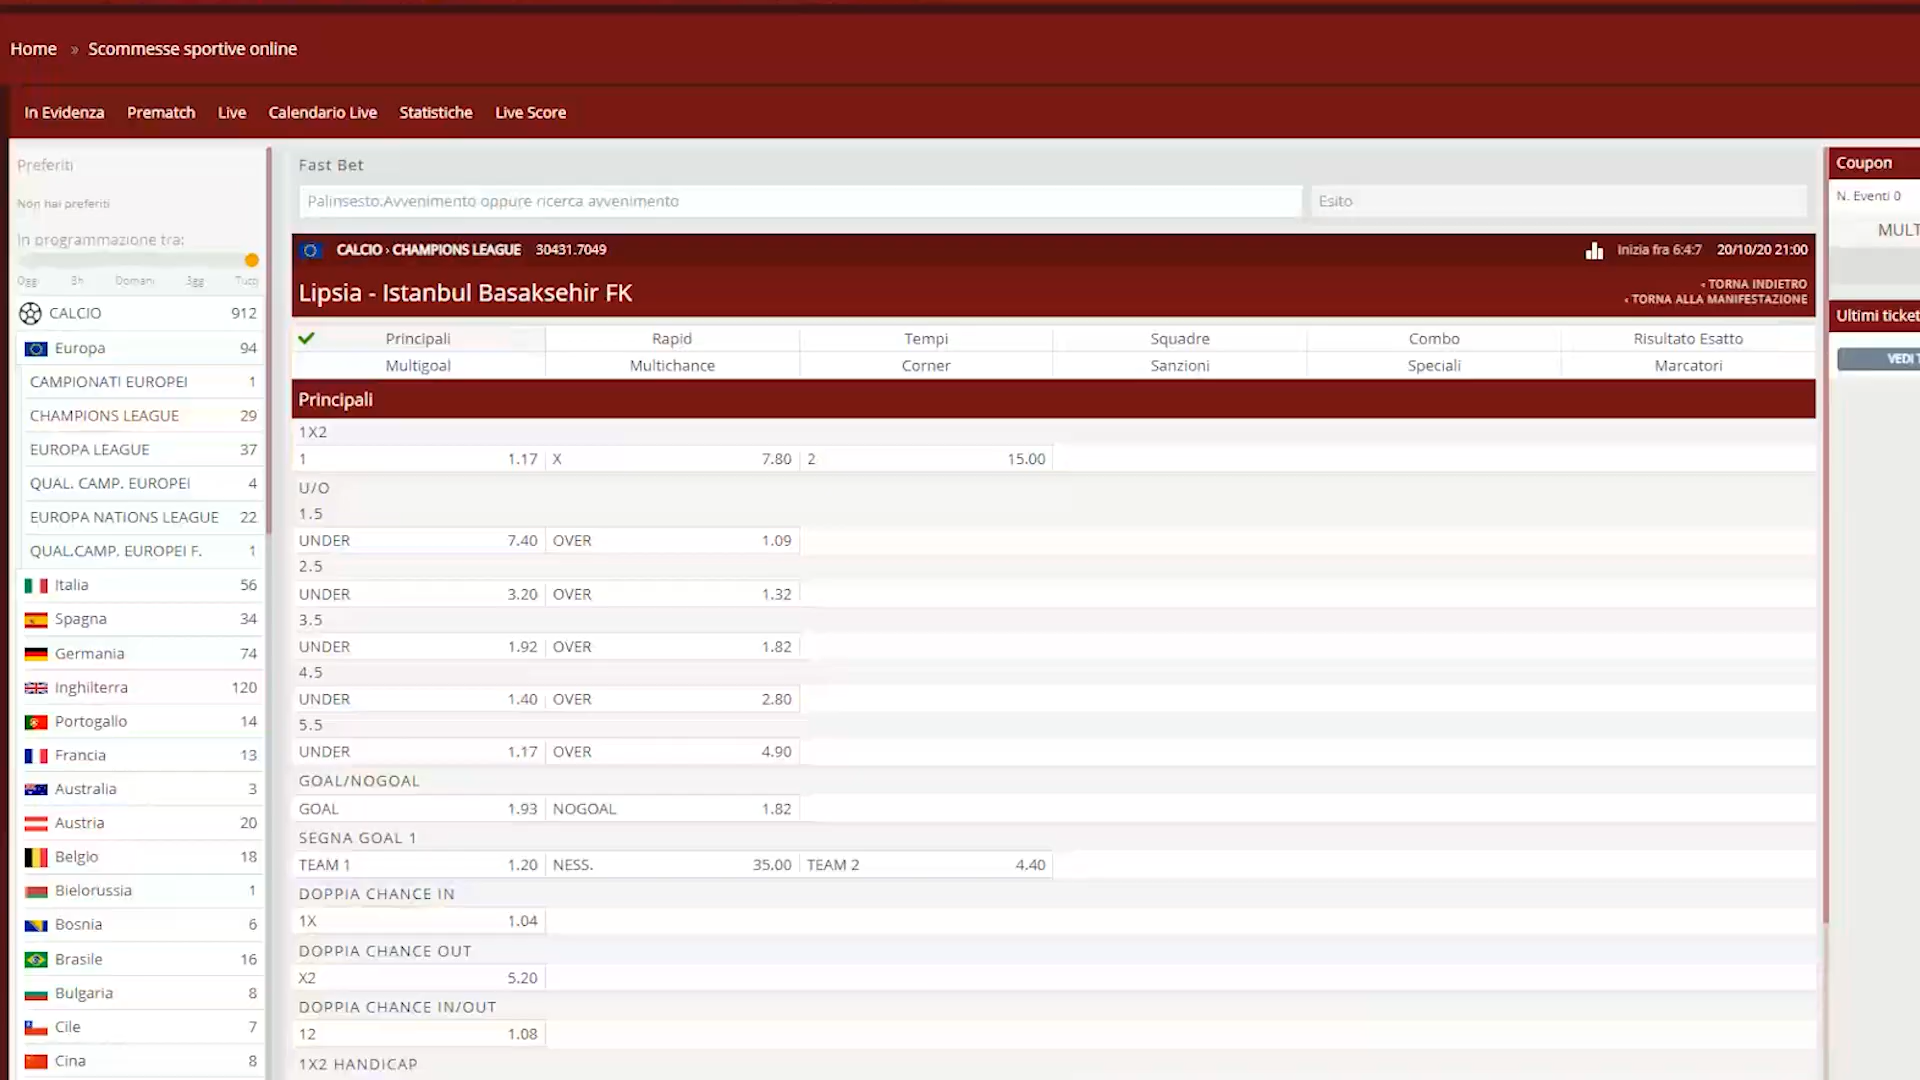 Home » Scommesse sportive online
In Evidenza Prematch Live Calendario Live Statistiche Live Score
Preferiti
Non hai preferiti
In programmazione tra:
Oggi 3h Domani 3gg Tutti
CALCIO 912
Europa 94
CAMPIONATI EUROPEI 1
CHAMPIONS LEAGUE 29
EUROPA LEAGUE 37
QUAL. CAMP. EUROPEI 4
EUROPA NATIONS LEAGUE 22
QUAL.CAMP. EUROPEI F. 1
Italia 56
Spagna 34
Germania 74
Inghilterra 120
Portogallo 14
Francia 13
Australia 3
Austria 20
Belgio 18
Bielorussia 1
Bosnia 6
Brasile 16
Bulgaria 8
Cile 7
Cina 8
Fast Bet
Palinsesto.Avvenimento oppure ricerca avvenimento Esito
CALCIO › CHAMPIONS LEAGUE 30431.7049 Inizia fra 6:4:7 20/10/20 21:00
Lipsia - Istanbul Basaksehir FK
‹ TORNA INDIETRO
‹ TORNA ALLA MANIFESTAZIONE
Principali Rapid Tempi Squadre Combo Risultato Esatto
Multigoal Multichance Corner Sanzioni Speciali Marcatori
Principali
1X2
1 1.17 X 7.80 2 15.00
U/O
1.5
UNDER 7.40 OVER 1.09
2.5
UNDER 3.20 OVER 1.32
3.5
UNDER 1.92 OVER 1.82
4.5
UNDER 1.40 OVER 2.80
5.5
UNDER 1.17 OVER 4.90
GOAL/NOGOAL
GOAL 1.93 NOGOAL 1.82
SEGNA GOAL 1
TEAM 1 1.20 NESS. 35.00 TEAM 2 4.40
DOPPIA CHANCE IN
1X 1.04
DOPPIA CHANCE OUT
X2 5.20
DOPPIA CHANCE IN/OUT
12 1.08
1X2 HANDICAP
Coupon
N. Eventi 0
MULT
Ultimi ticket
VEDI T